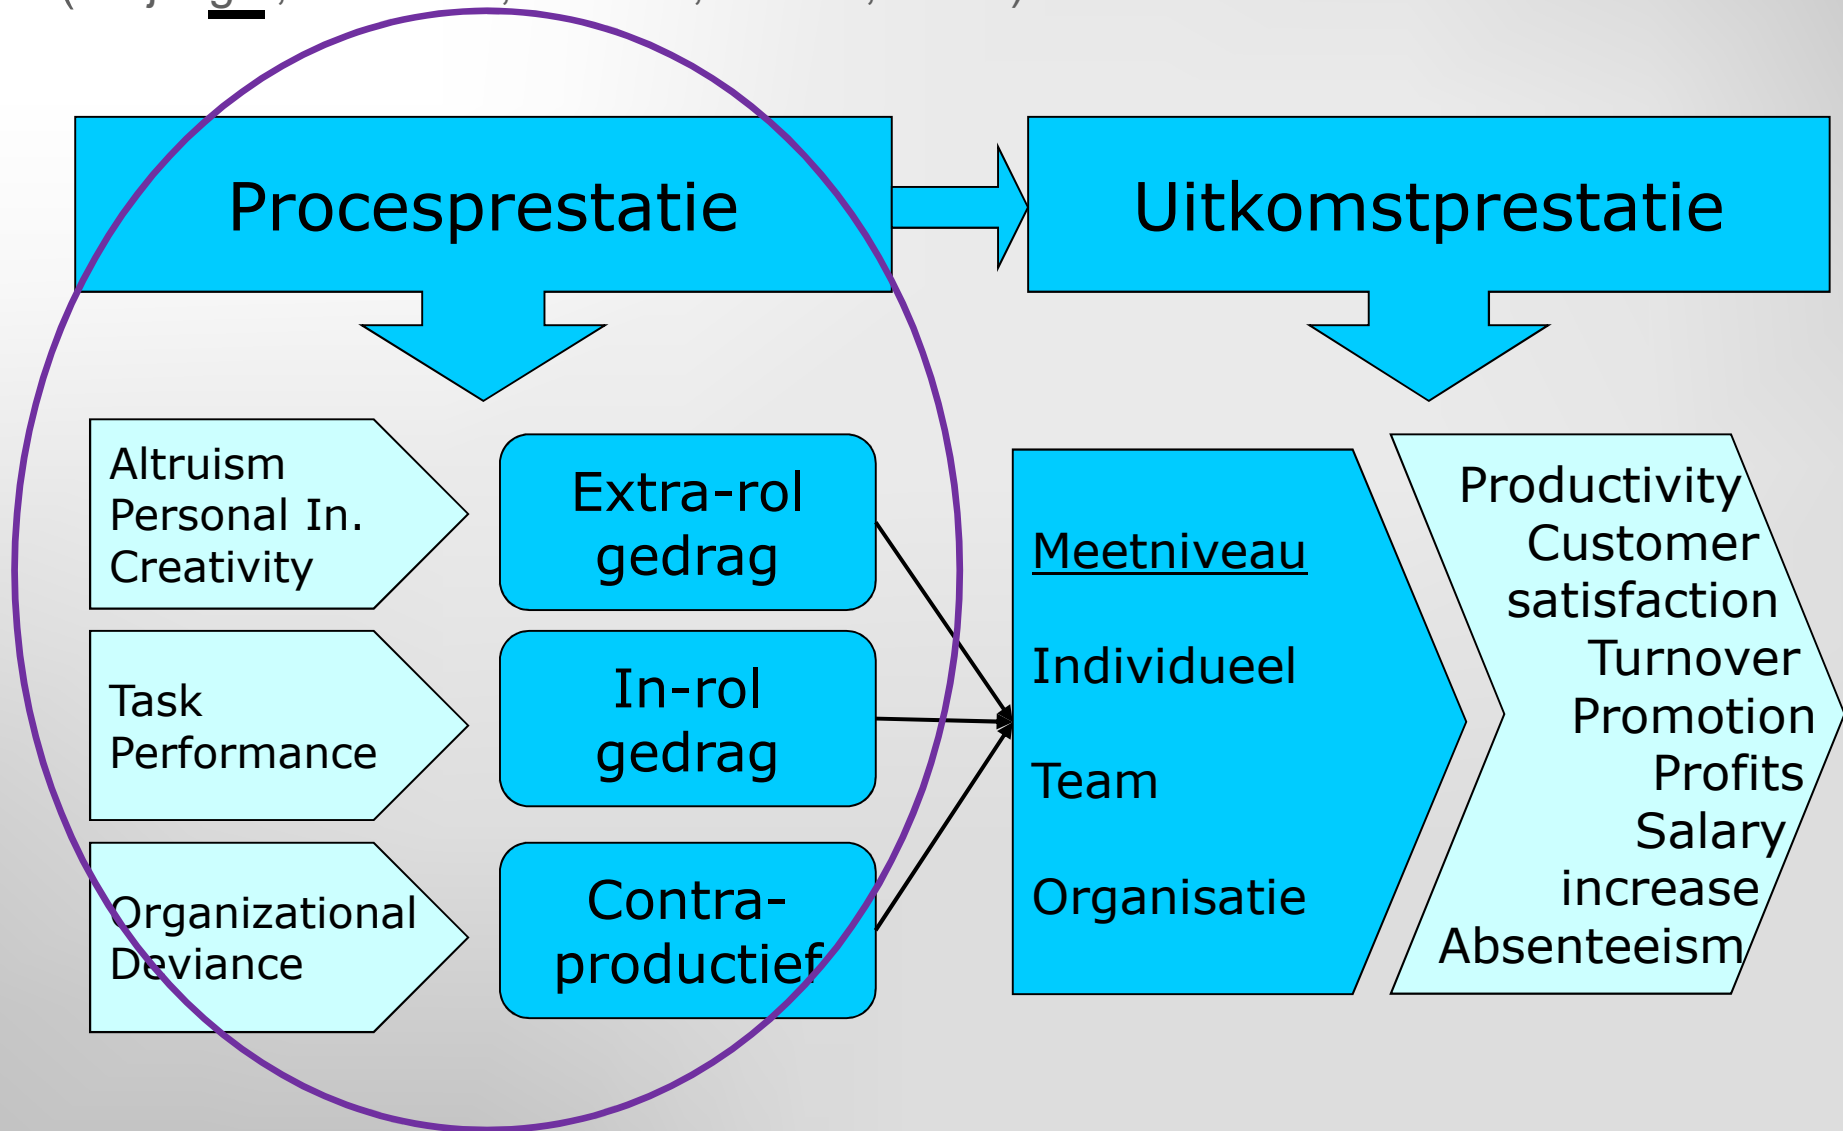 Procesprestatie
Uitkomstprestatie
Altruism
Personal In.
Creativity
Extra-rol
gedrag
Task
Performance
In-rol
gedrag
Organizational
Deviance
Contra-
productief
Meetniveau
Individueel
Team
Organisatie
Productivity
Customer
satisfaction
Turnover
Promotion
Profits
Salary
increase
Absenteeism